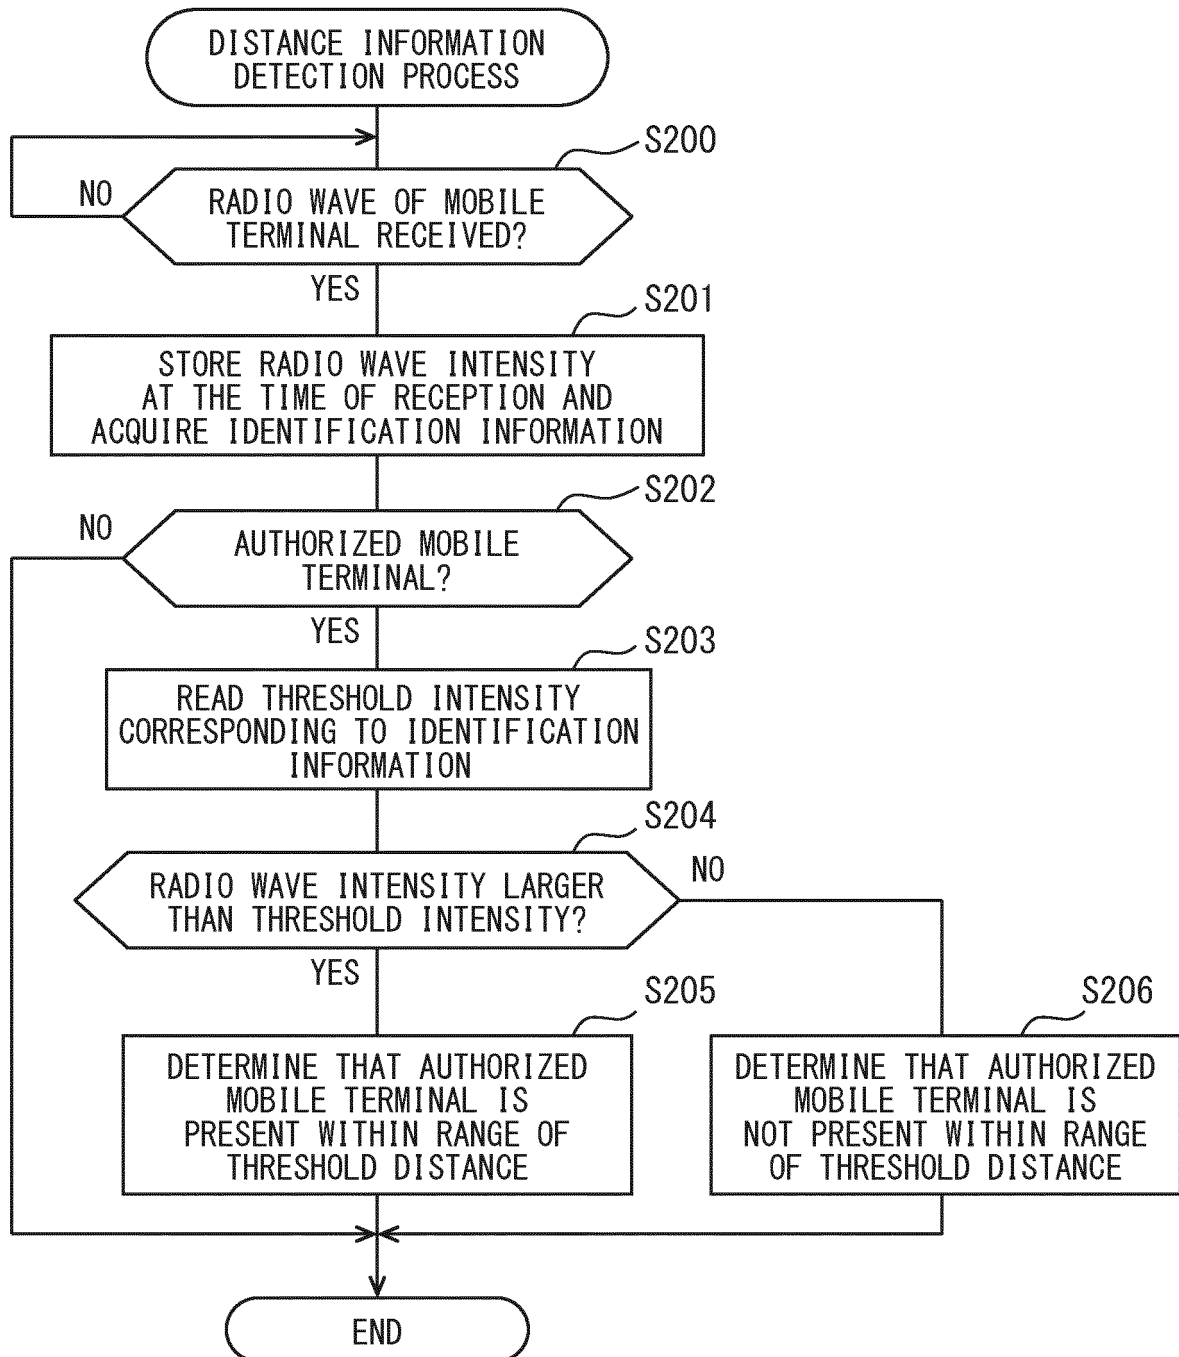 DISTANCE INFORMATION
DETECTION PROCESS
S200
NO
RADIO WAVE OF MOBILE
TERMINAL RECEIVED?
YES
S201
STORE RADIO WAVE INTENSITY
AT THE TIME OF RECEPTION AND
ACQUIRE IDENTIFICATION INFORMATION
S202
NO
AUTHORIZED MOBILE
TERMINAL?
YES
S203
READ THRESHOLD INTENSITY
CORRESPONDING TO IDENTIFICATION
INFORMATION
S204
RADIO WAVE INTENSITY LARGER
THAN THRESHOLD INTENSITY?
NO
YES
S205
DETERMINE THAT AUTHORIZED
MOBILE TERMINAL IS
PRESENT WITHIN RANGE OF
THRESHOLD DISTANCE
S206
DETERMINE THAT AUTHORIZED
MOBILE TERMINAL IS
NOT PRESENT WITHIN RANGE
OF THRESHOLD DISTANCE
END